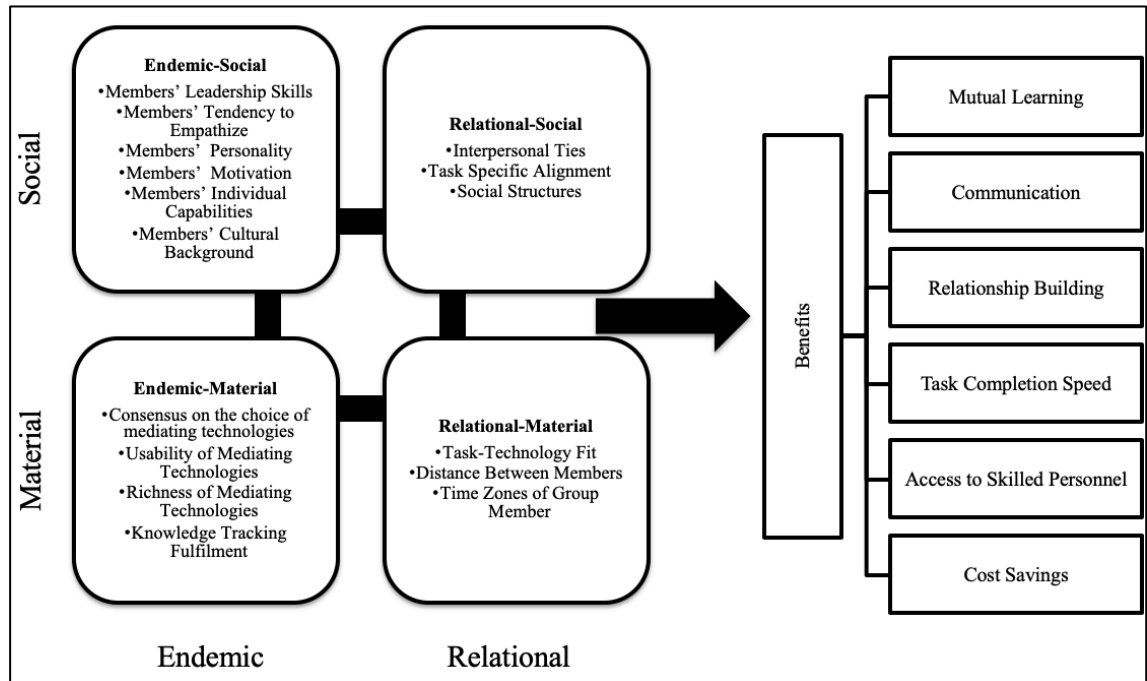 Social
Endemic-Social
•Members' Leadership Skills
•Members' Tendency to
Empathize
•Members' Personality
•Members' Motivation
•Members' Individual
Capabilities
•Members' Cultural
Background
Relational-Social
•Interpersonal Ties
•Task Specific Alignment
•Social Structures
Material
Endemic-Material
•Consensus on the choice of
mediating technologies
•Usability of Mediating
Technologies
•Richness of Mediating
Technologies
•Knowledge Tracking
Fulfilment
Relational-Material
•Task-Technology Fit
•Distance Between Members
•Time Zones of Group
Member
Endemic
Relational
Benefits
Mutual Learning
Communication
Relationship Building
Task Completion Speed
Access to Skilled Personnel
Cost Savings